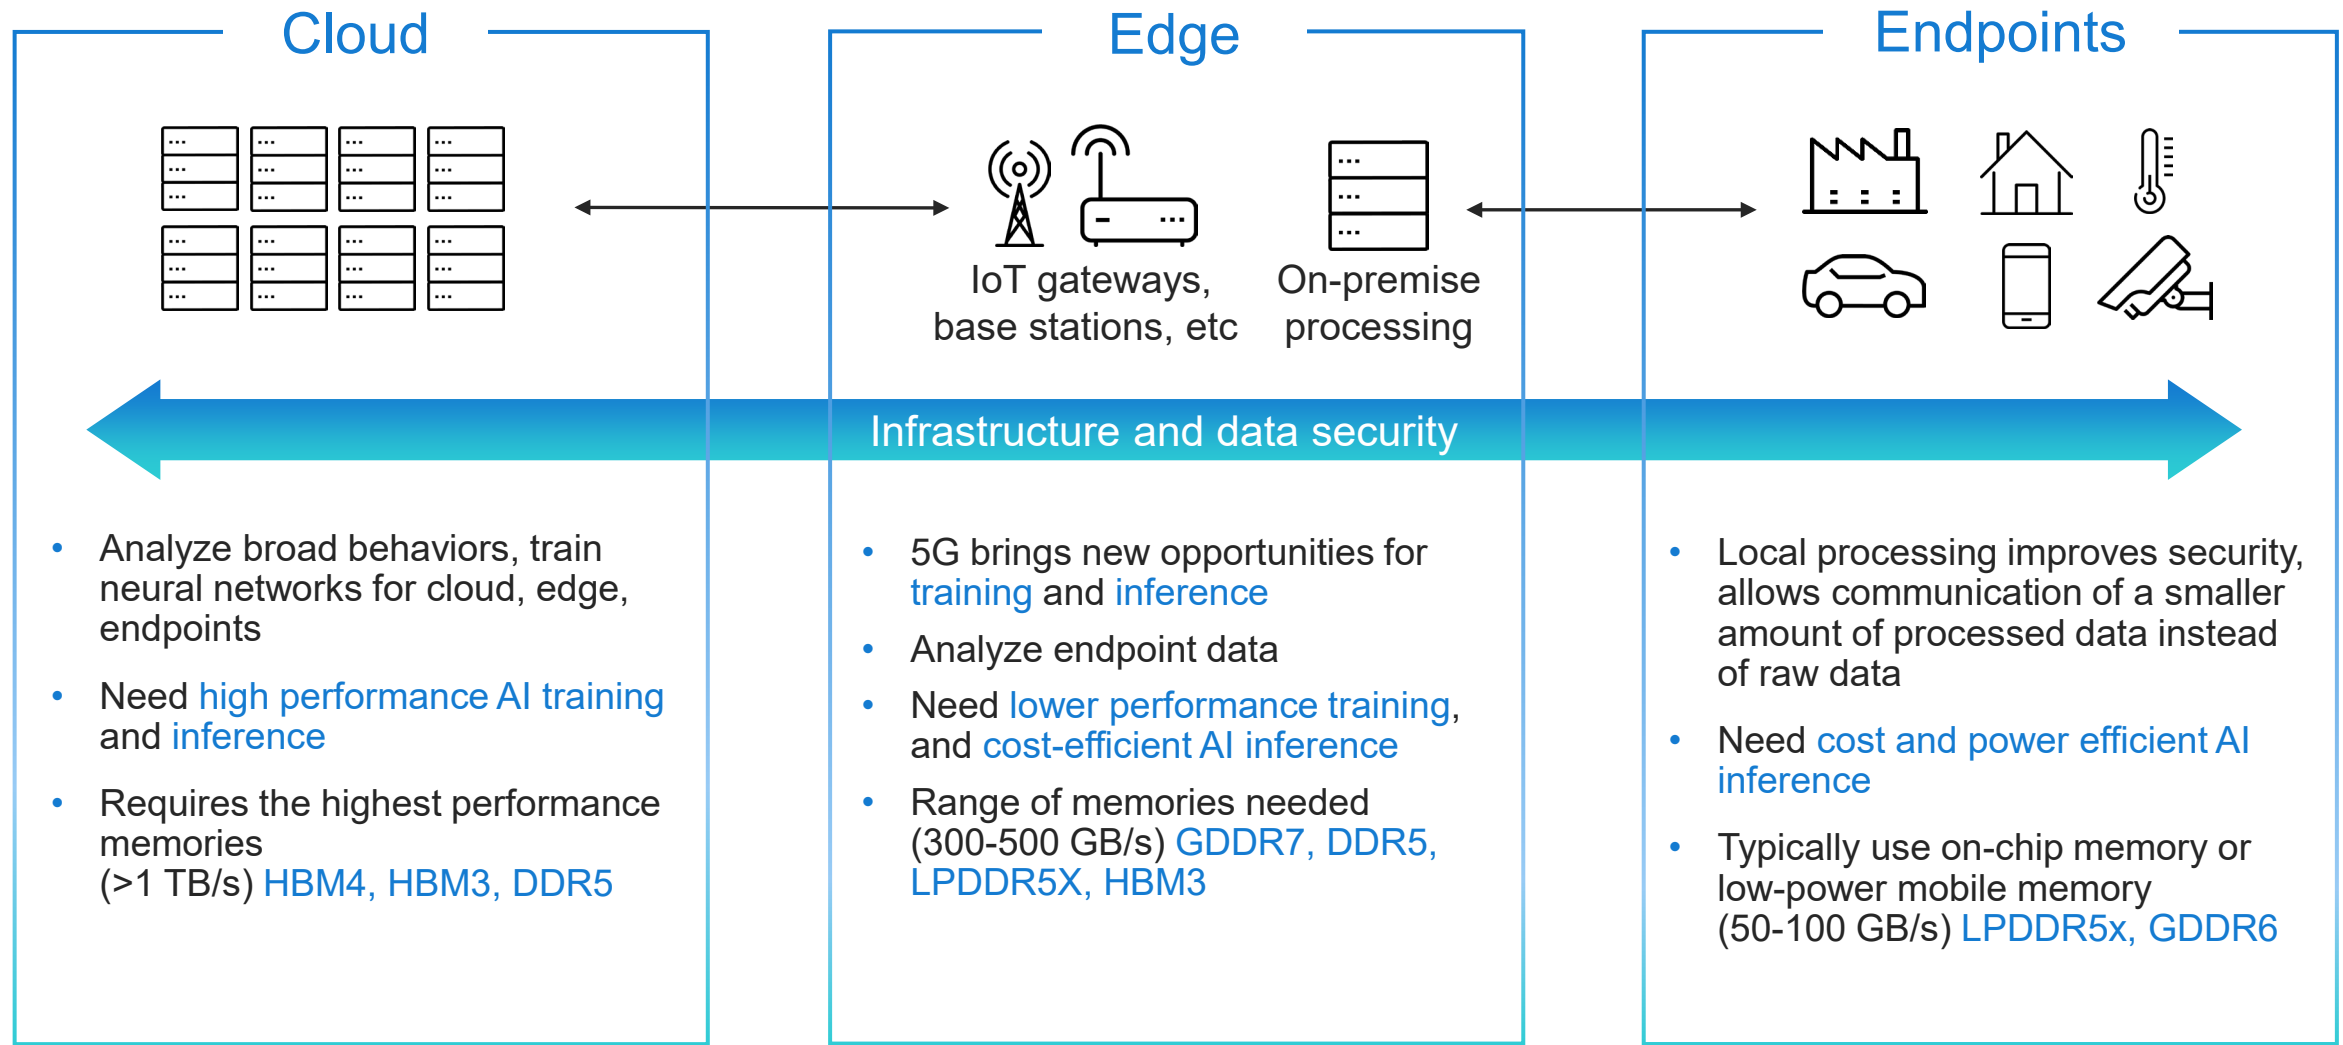 Cloud
Edge
Endpoints
IoT gateways,
base stations, etc
On-premise
processing
Infrastructure and data security
• Analyze broad behaviors, train
neural networks for cloud, edge,
endpoints
• Need high performance AI training
and inference
• Requires the highest performance
memories
(>1 TB/s) HBM4, HBM3, DDR5
• 5G brings new opportunities for
training and inference
• Analyze endpoint data
• Need lower performance training,
and cost-efficient AI inference
• Range of memories needed
(300-500 GB/s) GDDR7, DDR5,
LPDDR5X, HBM3
• Local processing improves security,
allows communication of a smaller
amount of processed data instead
of raw data
• Need cost and power efficient AI
inference
• Typically use on-chip memory or
low-power mobile memory
(50-100 GB/s) LPDDR5x, GDDR6